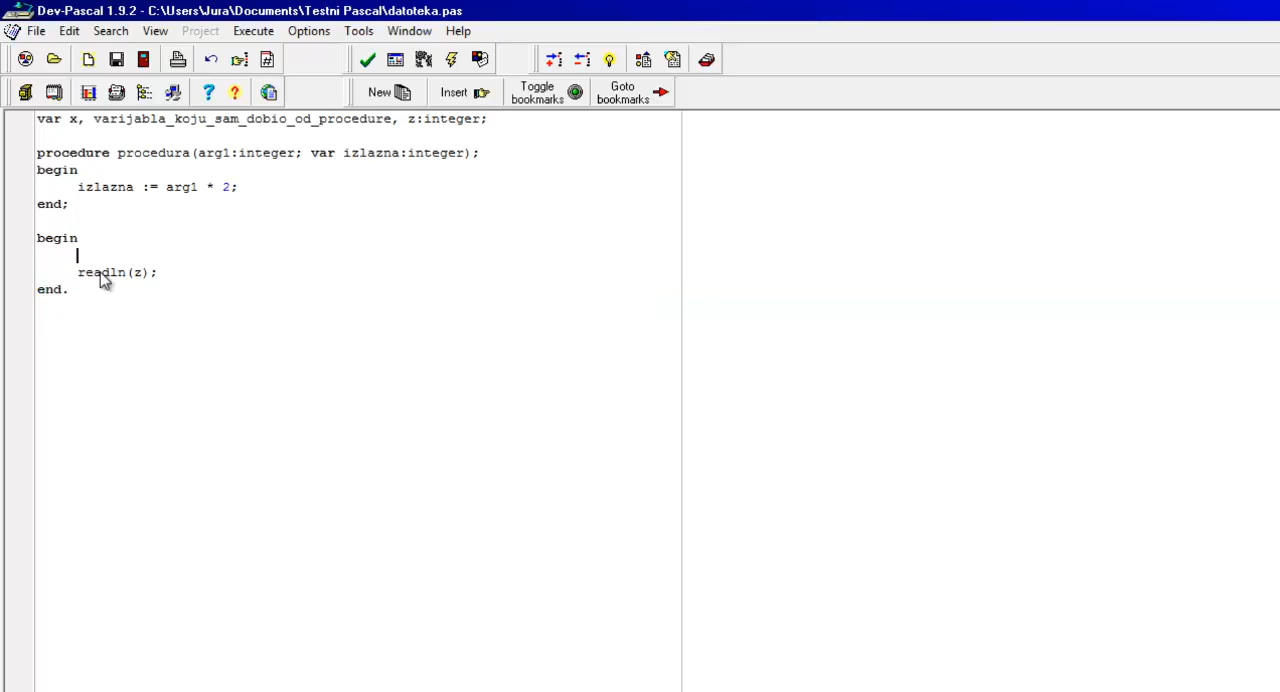 Dev-Pascal 1.9.2 - C:\Users\Jura\Documents\Testni Pascal\datoteka.pas
File Edit Search View Project Execute Options Tools Window Help
New Insert Toggle bookmarks Goto bookmarks
var x, varijabla_koju_sam_dobio_od_procedure, z:integer;
procedure procedura(arg1:integer; var izlazna:integer);
begin
izlazna := arg1 * 2;
end;
begin
readln(z);
end.